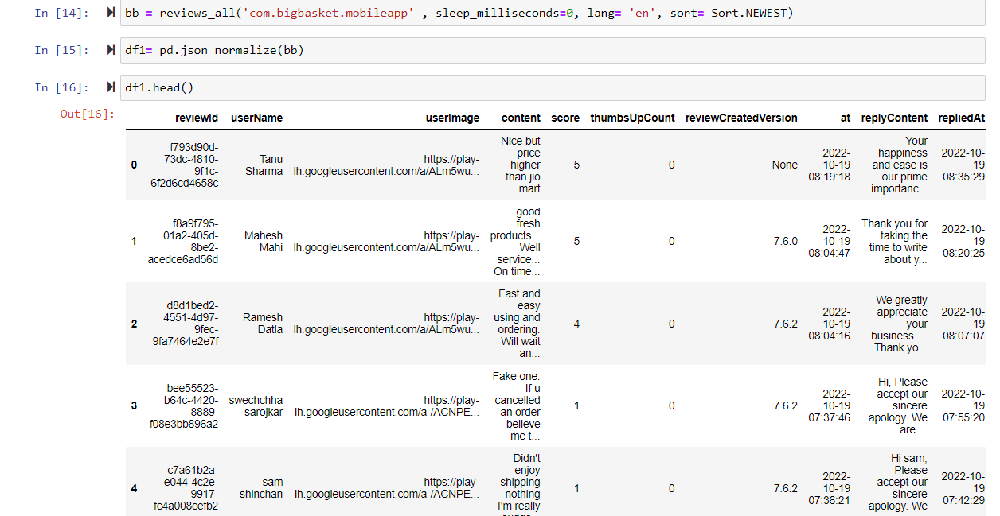 In [14]: bb = reviews_all('com.bigbasket.mobileapp' , sleep_milliseconds=0, lang= 'en', sort= Sort.NEWEST)
In [15]: df1= pd.json_normalize(bb)
In [16]: df1.head()
Out[16]:
reviewId userName userImage content score thumbsUpCount reviewCreatedVersion at replyContent repliedAt
0 f793d90d-73dc-4810-9f1c-6f2d6cd4658c Tanu Sharma https://play-lh.googleusercontent.com/a/ALm5wu... Nice but price higher than jio mart 5 0 None 2022-10-19 08:19:18 Your happiness and ease is our prime importanc... 2022-10-19 08:35:29
1 f8a9f795-01a2-405d-8be2-acedce6ad56d Mahesh Mahi https://play-lh.googleusercontent.com/a/ALm5wu... good fresh products... Well service... On time... 5 0 7.6.0 2022-10-19 08:04:47 Thank you for taking the time to write about y... 2022-10-19 08:20:25
2 d8d1bed2-4551-4d97-9fec-9fa7464e2e7f Ramesh Datla https://play-lh.googleusercontent.com/a/ALm5wu... Fast and easy using and ordering. Will wait an... 4 0 7.6.2 2022-10-19 08:04:16 We greatly appreciate your business.... Thank yo... 2022-10-19 08:07:07
3 bee55523-b64c-4420-8889-f08e3bb896a2 swechchha sarojkar https://play-lh.googleusercontent.com/a-/ACNPE... Fake one. If u cancelled an order believe me t... 1 0 7.6.2 2022-10-19 07:37:46 Hi, Please accept our sincere apology. We are ... 2022-10-19 07:55:20
4 c7a61b2a-e044-4c2e-9917-fc4a008cefb2 sam shinchan https://play-lh.googleusercontent.com/a-/ACNPE... Didn't enjoy shipping nothing I'm really 1 0 7.6.2 2022-10-19 07:36:21 Hi sam, Please accept our sincere apology. We 2022-10-19 07:42:29